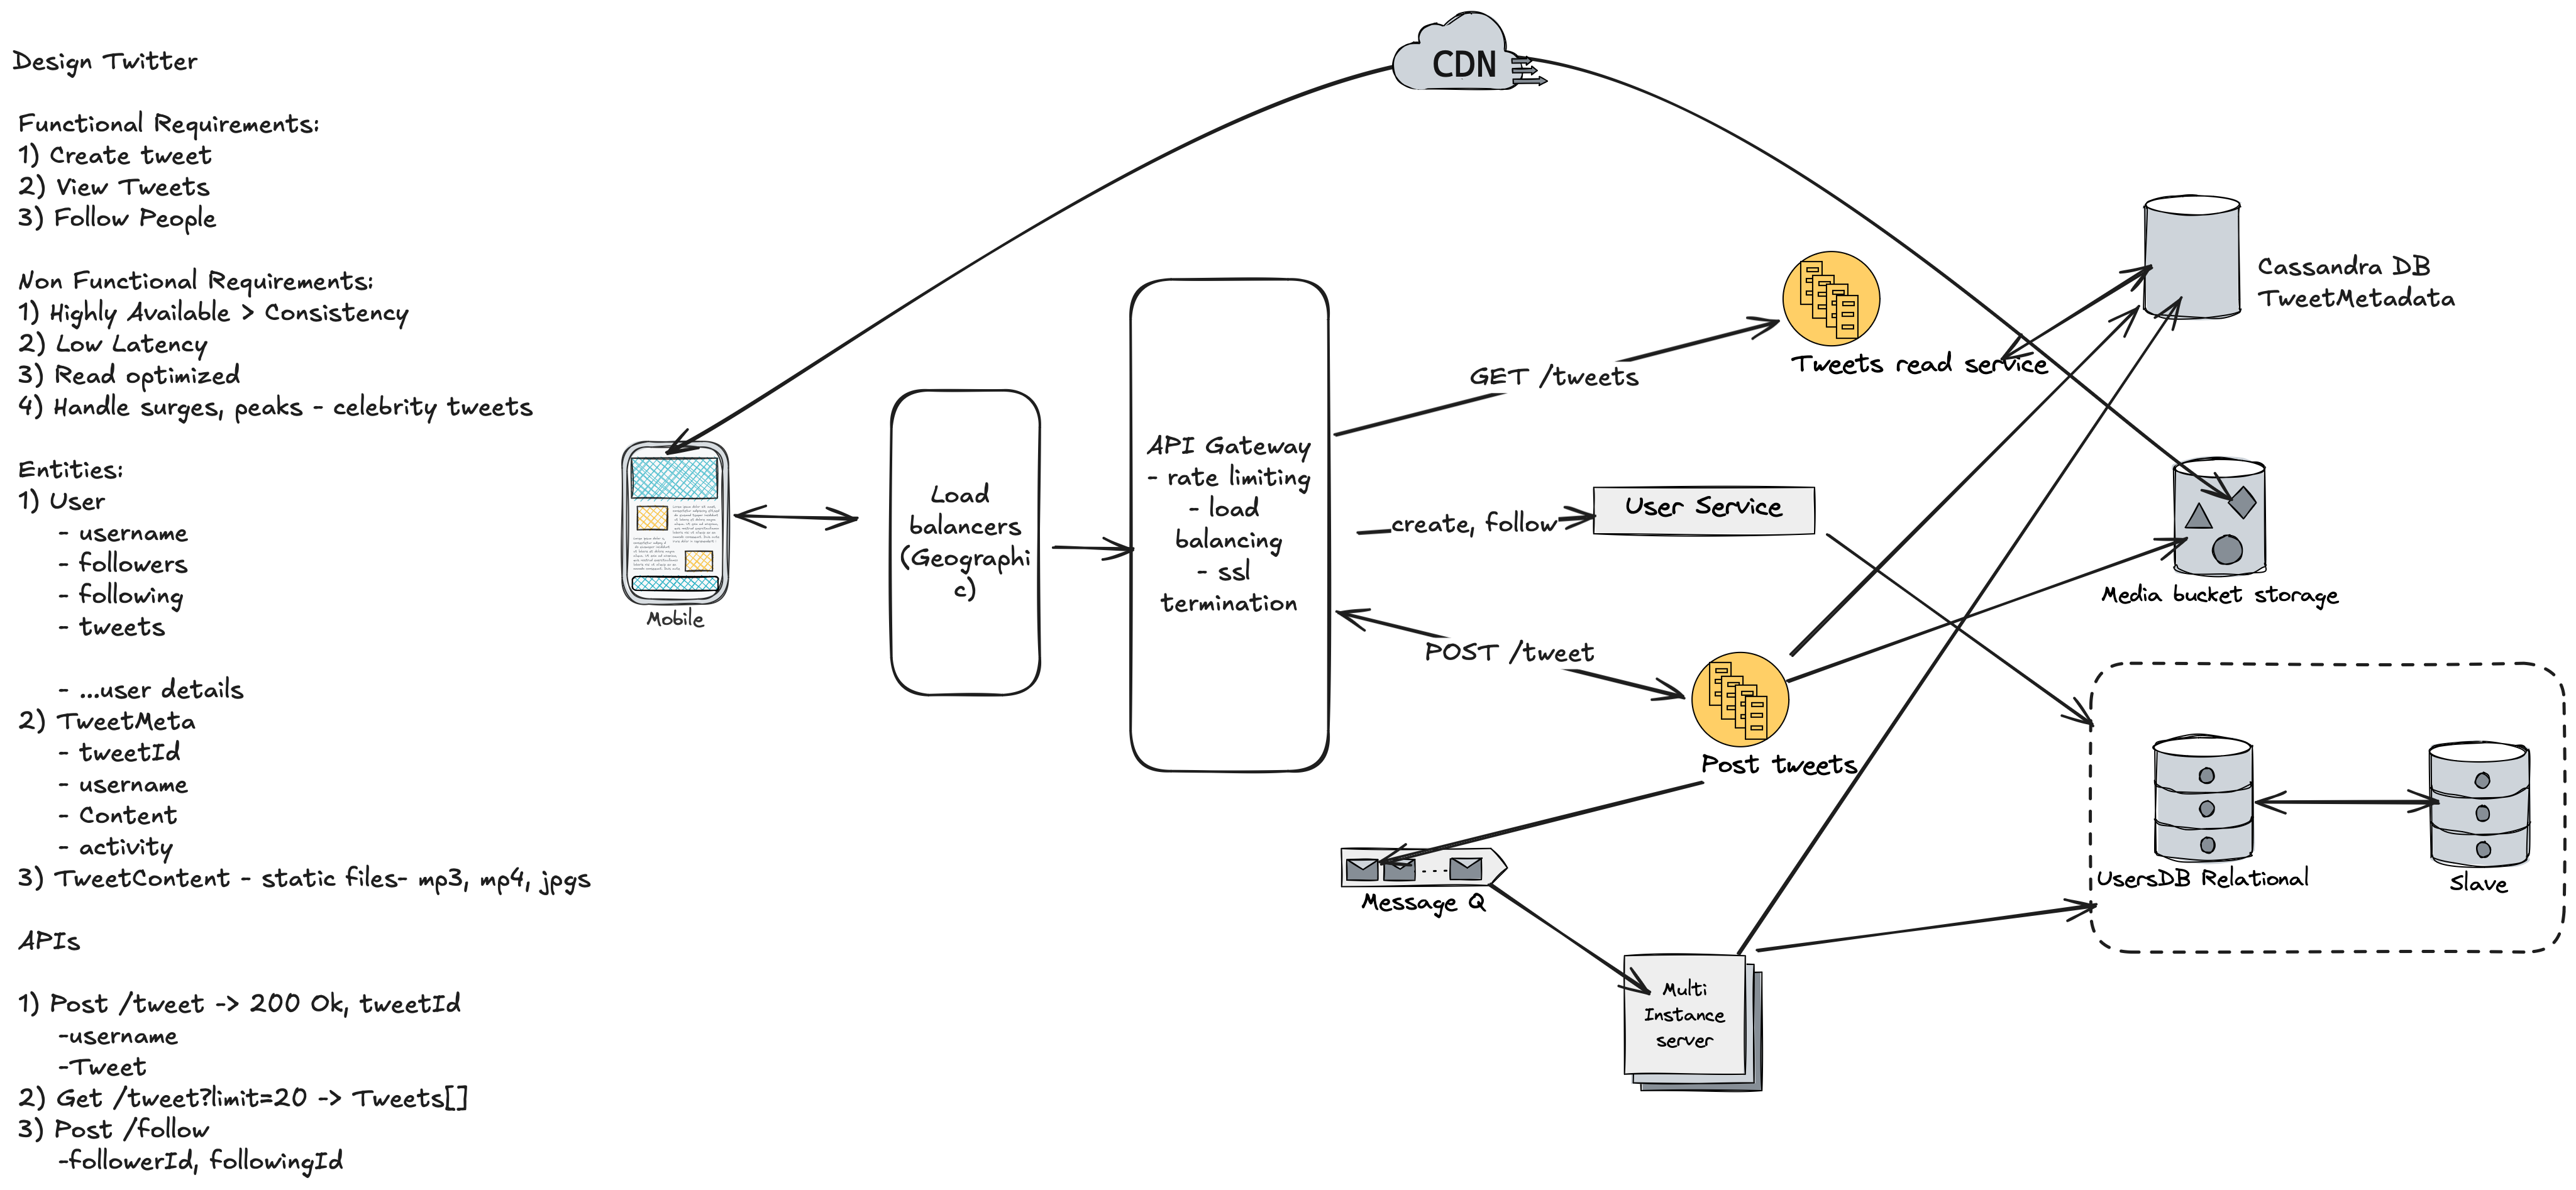 Design Twitter
Functional Requirements:
1) Create tweet
2) View Tweets
3) Follow People
Non Functional Requirements:
1) Highly Available > Consistency
2) Low Latency
3) Read optimized
4) Handle surges, peaks - celebrity tweets
Entities:
1) User
- username
- followers
- following
- tweets
- ...user details
2) TweetMeta
- tweetId
- username
- Content
- activity
3) TweetContent - static files- mp3, mp4, jpgs
APIs
1) Post /tweet -> 200 Ok, tweetId
-username
-Tweet
2) Get /tweet?limit=20 -> Tweets[]
3) Post /follow
-followerId, followingId
Mobile
Load
balancers
(Geographi
c)
API Gateway
- rate limiting
- load
balancing
- ssl
termination
CDN
GET /tweets
create, follow
POST /tweet
Tweets read service
User Service
Post tweets
Message Q
Multi
Instance
server
Cassandra DB
TweetMetadata
Media bucket storage
UsersDB Relational
Slave